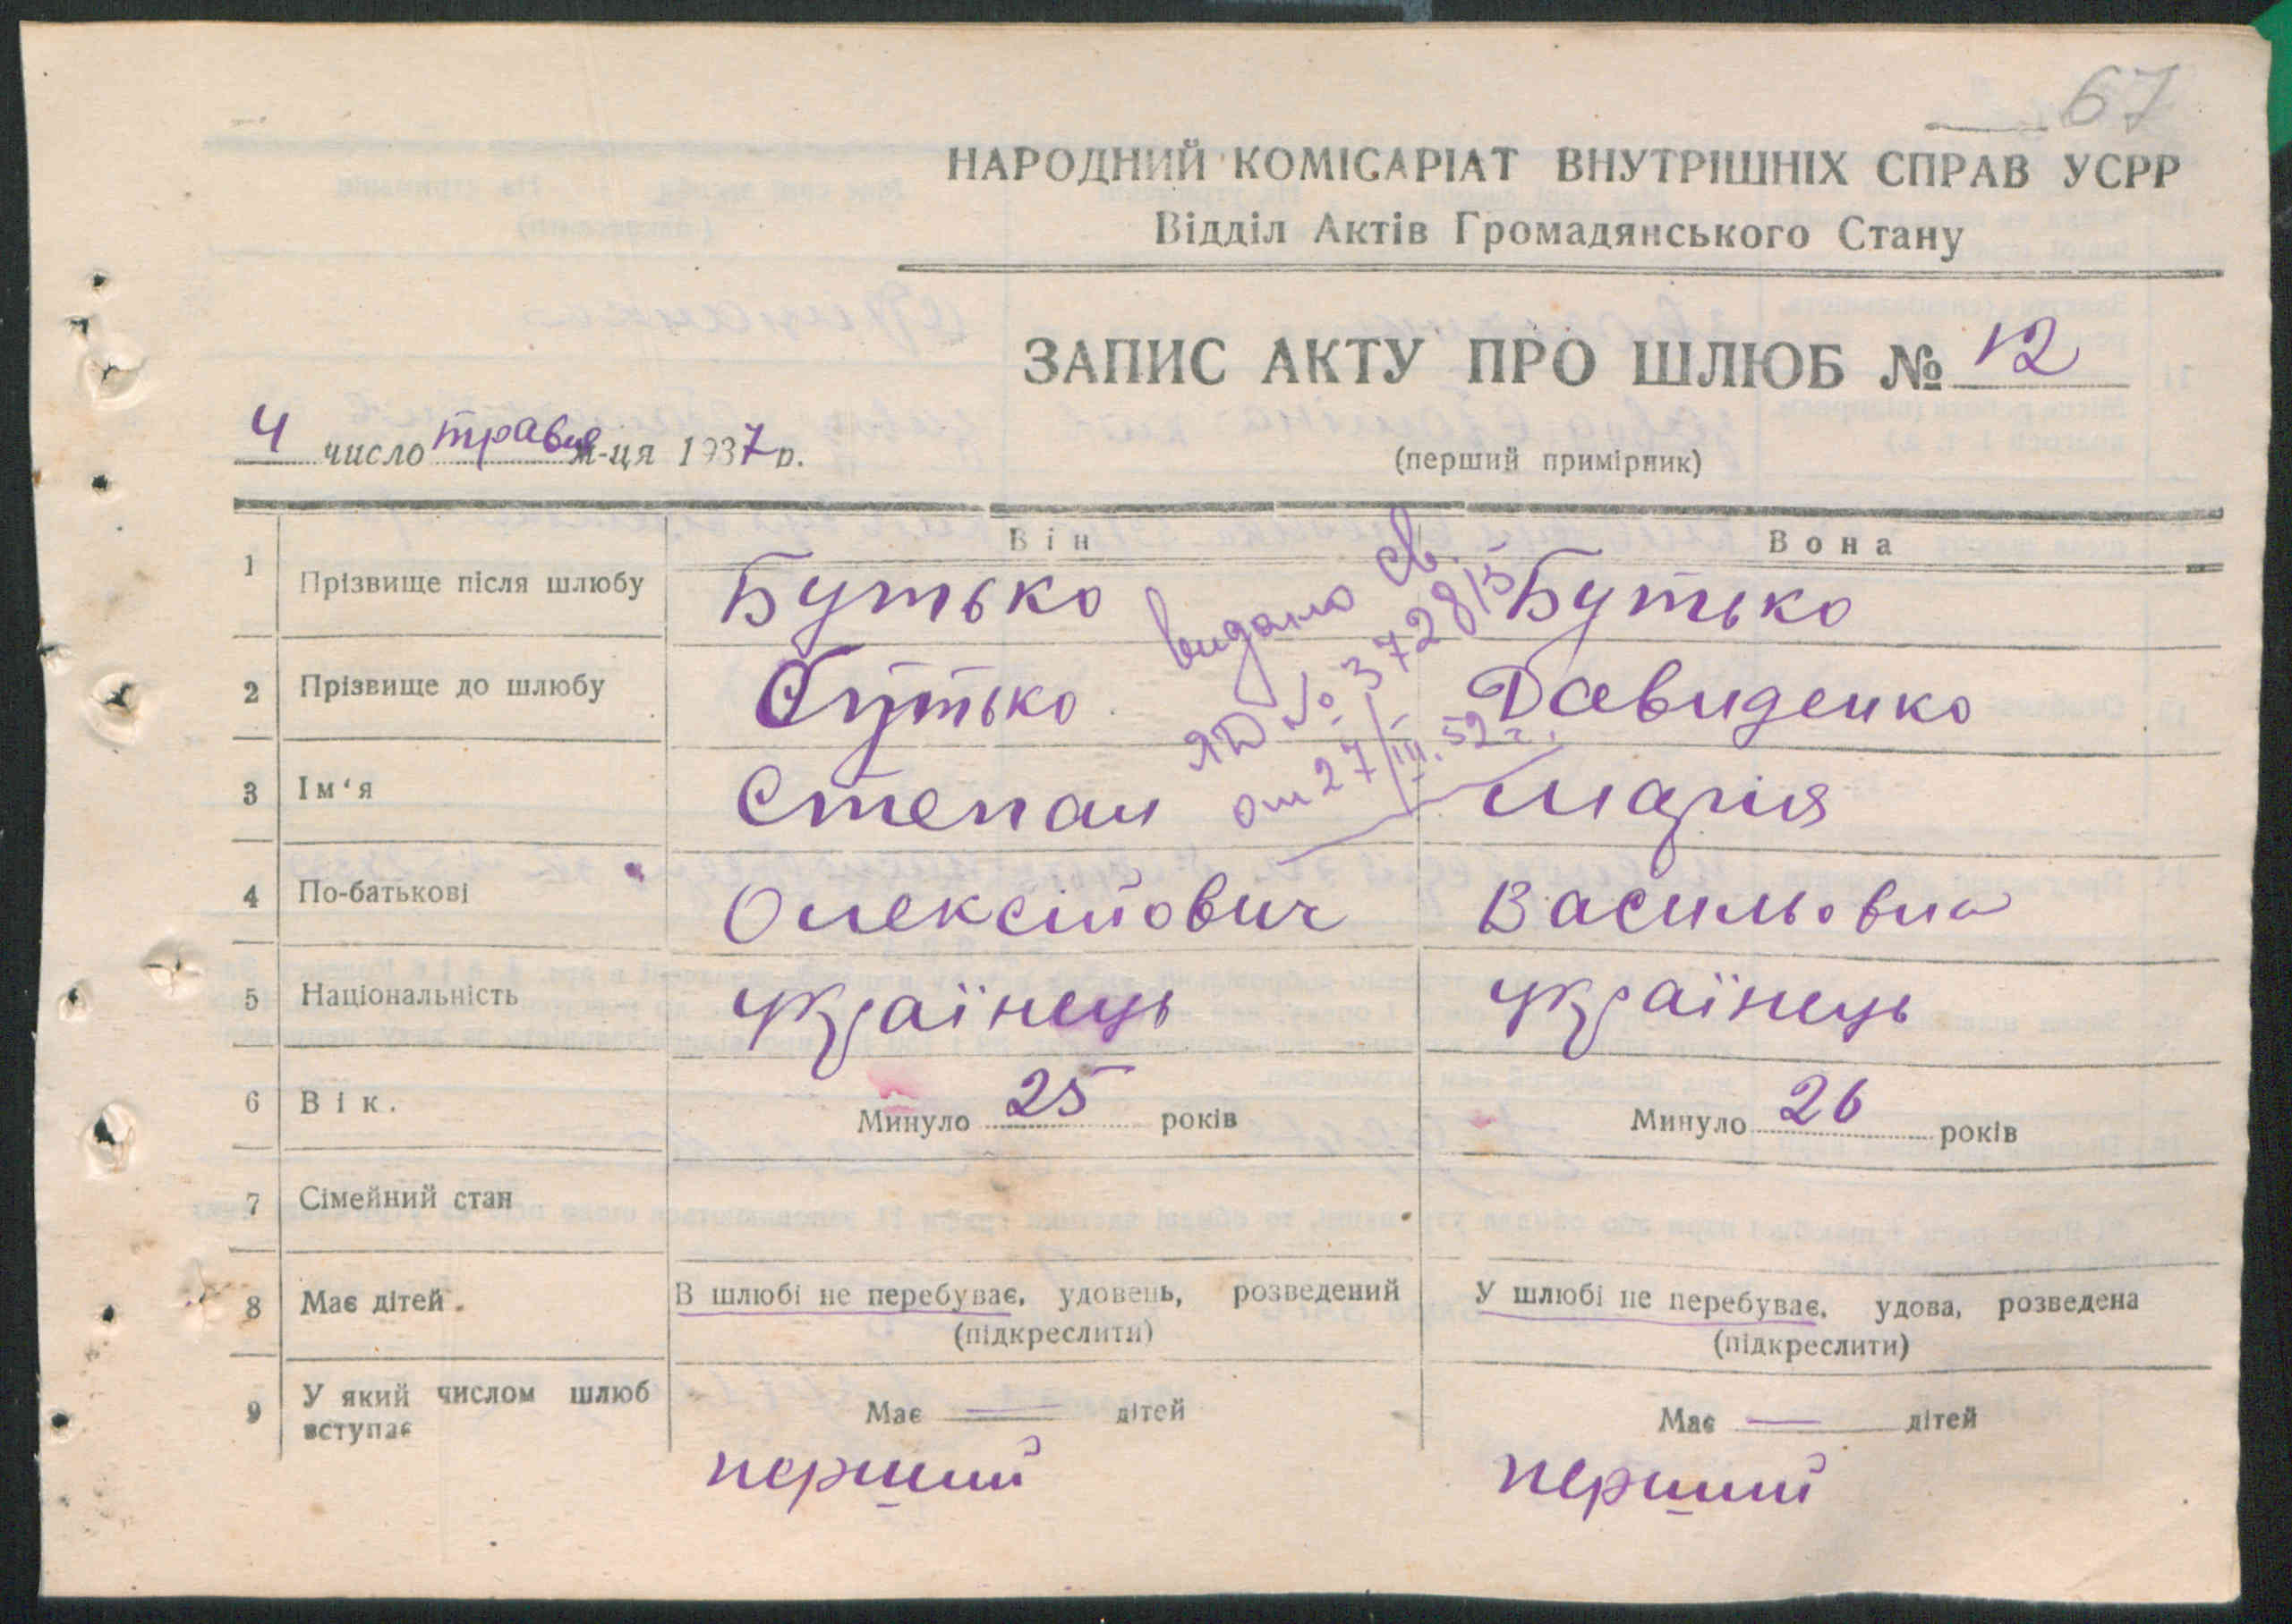 67
НАРОДНИЙ КОМІСАРІАТ ВНУТРІШНІХ СПРАВ УСРР
Відділ Актів Громадянського Стану
ЗАПИС АКТУ ПРО ШЛЮБ № 12
4 число травня м-ця 1937 р.
(перший примірник)
Він Вона
1 Прізвище після шлюбу Бутько Бутько
видано св.
ЯД № 372815
от 27/III.52 г.
2 Прізвище до шлюбу Бутько Давиденко
3 Ім'я Степан Марія
4 По-батькові Олексійович Васильовна
5 Національність українець українець
6 Вік. Минуло 25 років Минуло 26 років
7 Сімейний стан
8 Має дітей. В шлюбі не перебуває, удовень, розведений У шлюбі не перебуває, удова, розведена
(підкреслити) (підкреслити)
9 У який числом шлюб вступає Має — дітей Має — дітей
перший перший